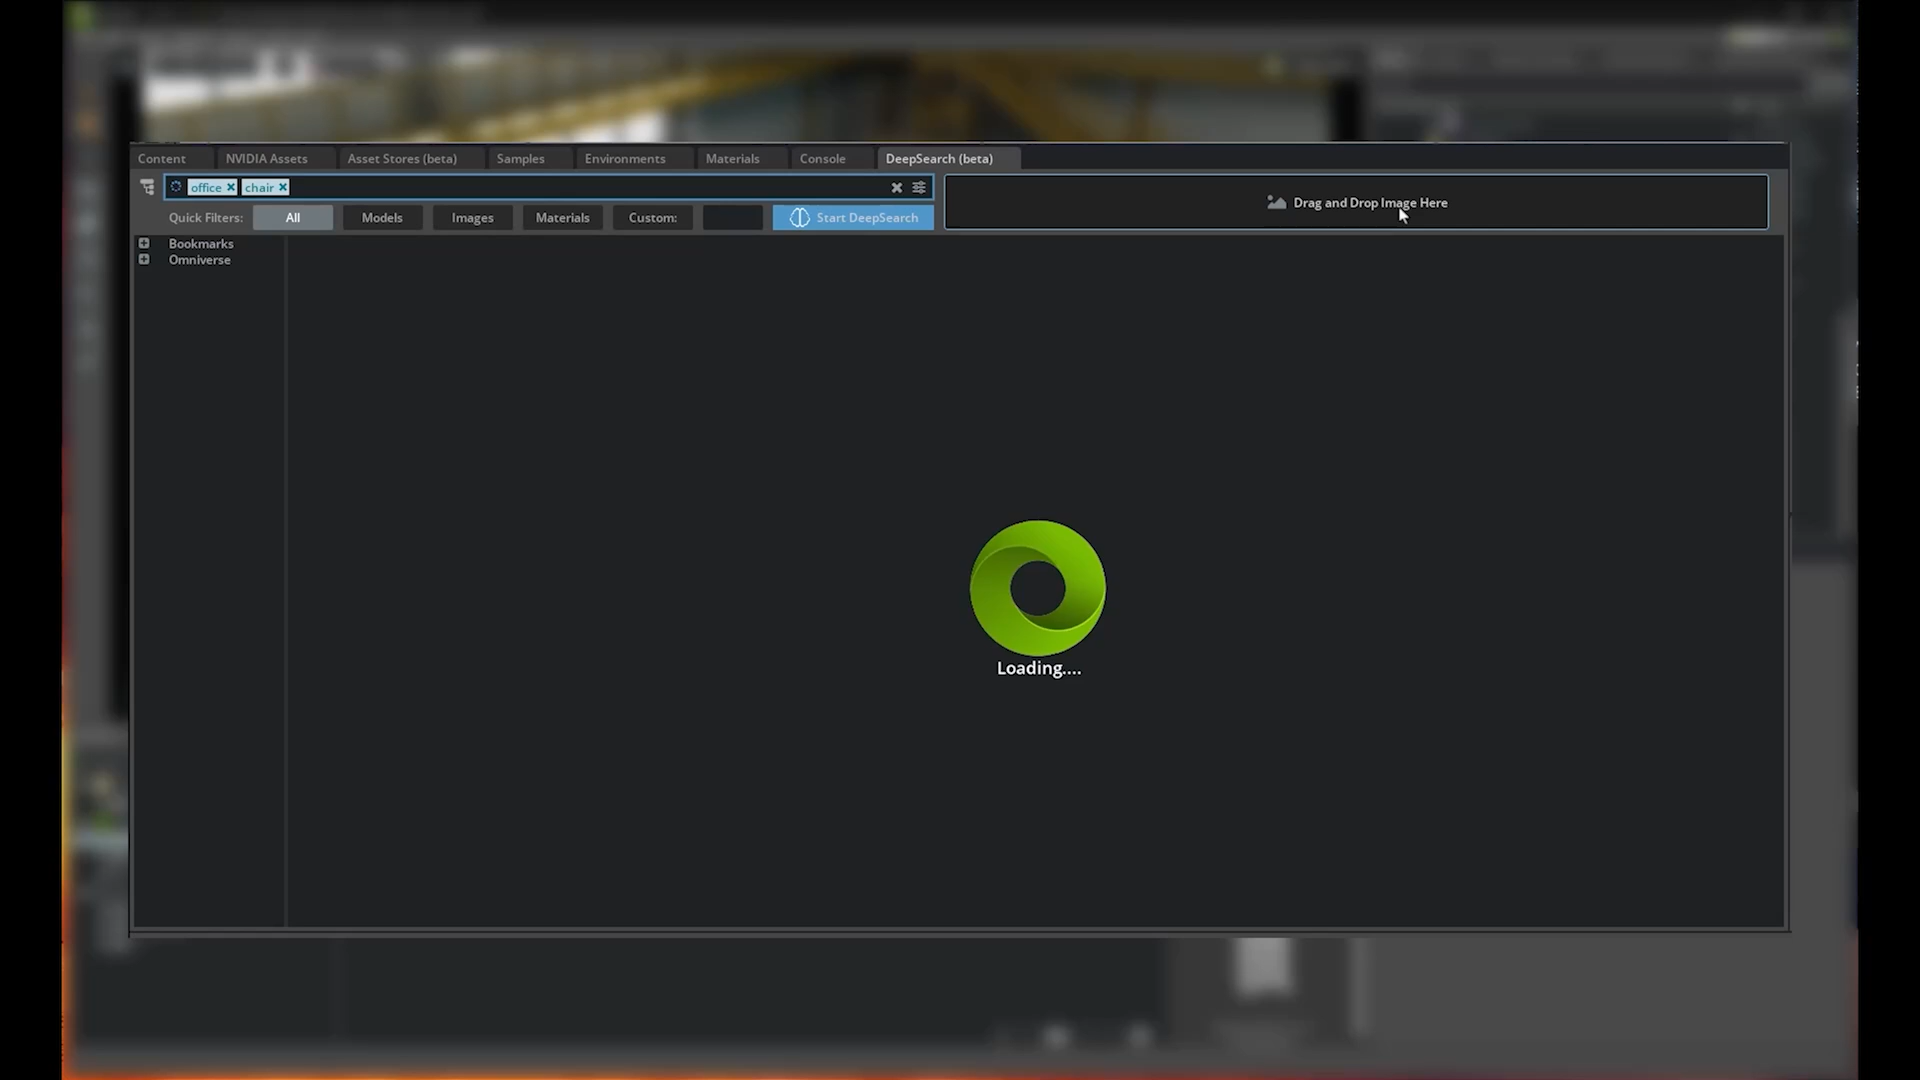 Content NVIDIA Assets Asset Stores (beta) Samples Environments Materials Console DeepSearch (beta)
office chair
Drag and Drop Image Here
Quick Filters: All Models Images Materials Custom: Start DeepSearch
Bookmarks
Omniverse
Loading....